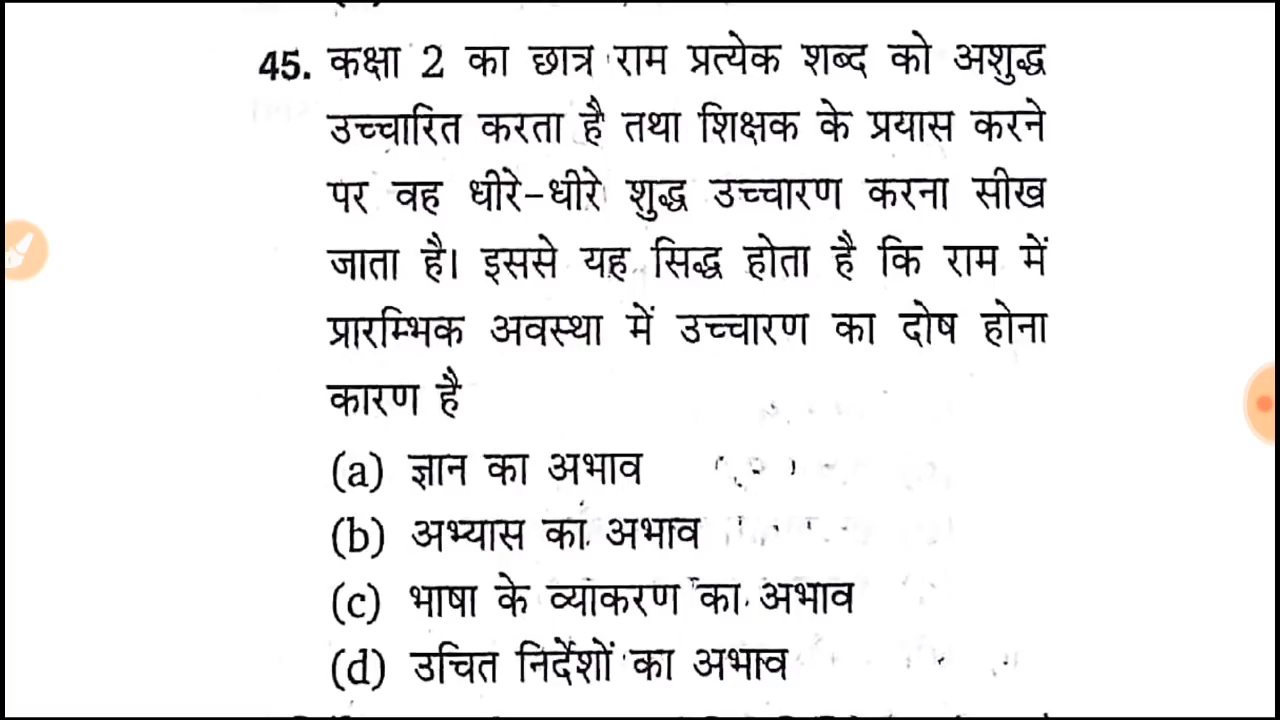 45. कक्षा 2 का छात्र राम प्रत्येक शब्द को अशुद्ध
उच्चारित करता है तथा शिक्षक के प्रयास करने
पर वह धीरे-धीरे शुद्ध उच्चारण करना सीख
जाता है। इससे यह सिद्ध होता है कि राम में
प्रारम्भिक अवस्था में उच्चारण का दोष होना
कारण है
(a) ज्ञान का अभाव
(b) अभ्यास का अभाव
(c) भाषा के व्याकरण का अभाव
(d) उचित निर्देशों का अभाव